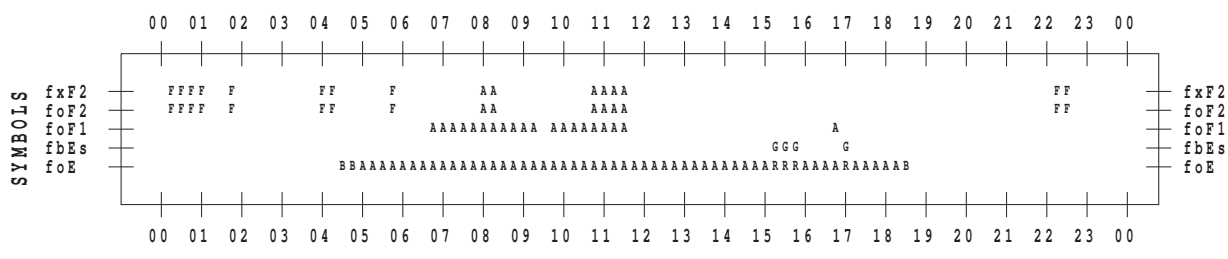 00 01 02 03 04 05 06 07 08 09 10 11 12 13 14 15 16 17 18 19 20 21 22 23 00
SYMBOLS
fxF2 FFFF F FF F AA AAAA FF fxF2
foF2 FFFF F FF F AA AAAA FF foF2
foF1 AAAAAAAAAAA AAAAAAAA A foF1
fbEs GGG G fbEs
foE BBAAAAAAAAAAAAAAAAAAAAAAAAAAAAAAAAAAAAAAAAARRRAAAARAAAAAB foE
00 01 02 03 04 05 06 07 08 09 10 11 12 13 14 15 16 17 18 19 20 21 22 23 00